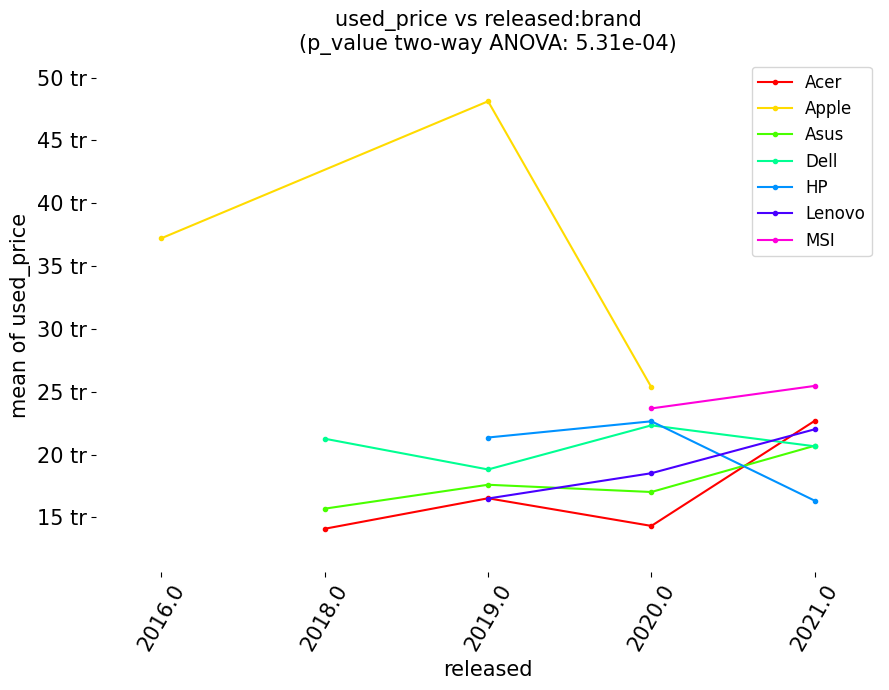 used_price vs released:brand
(p_value two-way ANOVA: 5.31e-04)
50 tr
45 tr
40 tr
35 tr
30 tr
25 tr
20 tr
15 tr
mean of used_price
Acer
Apple
Asus
Dell
HP
Lenovo
MSI
2016.0
2018.0
2019.0
2020.0
2021.0
released